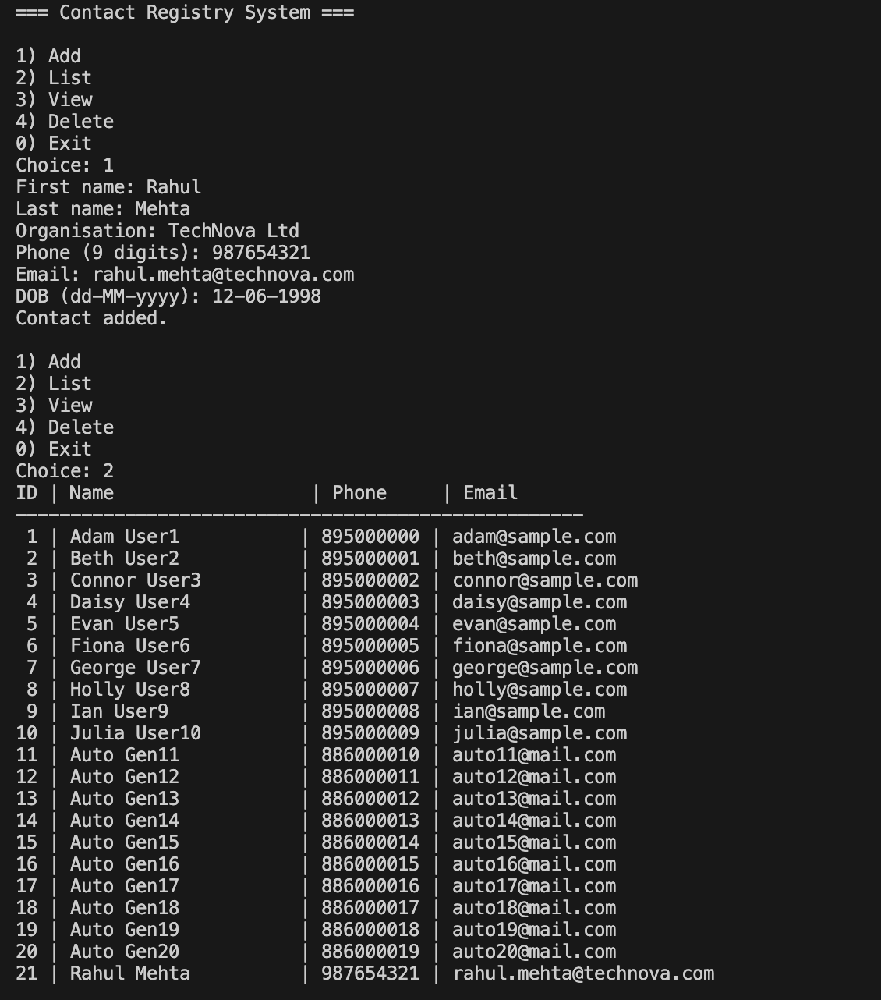 === Contact Registry System ===

1) Add
2) List
3) View
4) Delete
0) Exit
Choice: 1
First name: Rahul
Last name: Mehta
Organisation: TechNova Ltd
Phone (9 digits): 987654321
Email: rahul.mehta@technova.com
DOB (dd-MM-yyyy): 12-06-1998
Contact added.

1) Add
2) List
3) View
4) Delete
0) Exit
Choice: 2
ID | Name                  | Phone     | Email
----------------------------------------------------
 1 | Adam User1           | 895000000 | adam@sample.com
 2 | Beth User2           | 895000001 | beth@sample.com
 3 | Connor User3         | 895000002 | connor@sample.com
 4 | Daisy User4          | 895000003 | daisy@sample.com
 5 | Evan User5           | 895000004 | evan@sample.com
 6 | Fiona User6          | 895000005 | fiona@sample.com
 7 | George User7         | 895000006 | george@sample.com
 8 | Holly User8          | 895000007 | holly@sample.com
 9 | Ian User9            | 895000008 | ian@sample.com
10 | Julia User10         | 895000009 | julia@sample.com
11 | Auto Gen11           | 886000010 | auto11@mail.com
12 | Auto Gen12           | 886000011 | auto12@mail.com
13 | Auto Gen13           | 886000012 | auto13@mail.com
14 | Auto Gen14           | 886000013 | auto14@mail.com
15 | Auto Gen15           | 886000014 | auto15@mail.com
16 | Auto Gen16           | 886000015 | auto16@mail.com
17 | Auto Gen17           | 886000016 | auto17@mail.com
18 | Auto Gen18           | 886000017 | auto18@mail.com
19 | Auto Gen19           | 886000018 | auto19@mail.com
20 | Auto Gen20           | 886000019 | auto20@mail.com
21 | Rahul Mehta          | 987654321 | rahul.mehta@technova.com